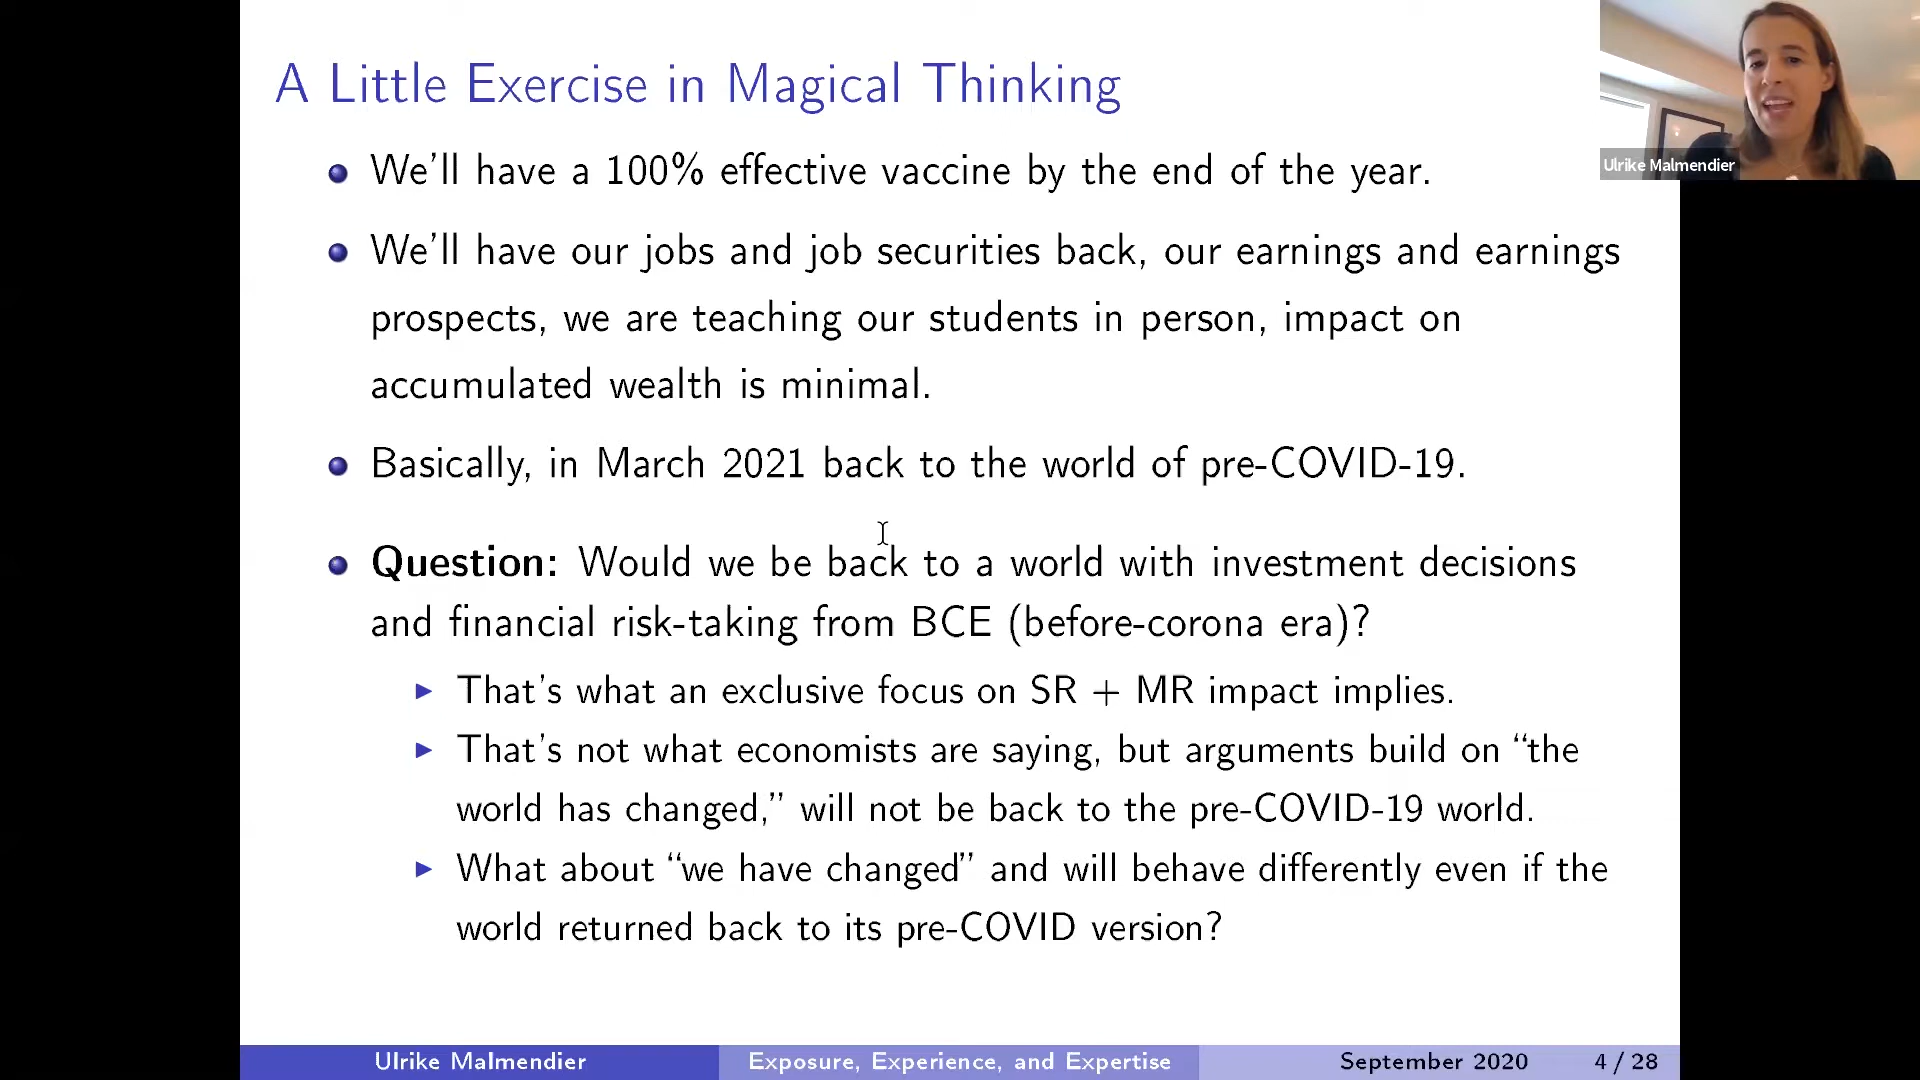 A Little Exercise in Magical Thinking
Ulrike Malmendier
We'll have a 100% effective vaccine by the end of the year.
We'll have our jobs and job securities back, our earnings and earnings
prospects, we are teaching our students in person, impact on
accumulated wealth is minimal.
Basically, in March 2021 back to the world of pre-COVID-19.
Question: Would we be back to a world with investment decisions
and financial risk-taking from BCE (before-corona era)?
That's what an exclusive focus on SR + MR impact implies.
That's not what economists are saying, but arguments build on “the
world has changed,” will not be back to the pre-COVID-19 world.
What about “we have changed” and will behave differently even if the
world returned back to its pre-COVID version?
Ulrike Malmendier Exposure, Experience, and Expertise September 2020 4 / 28